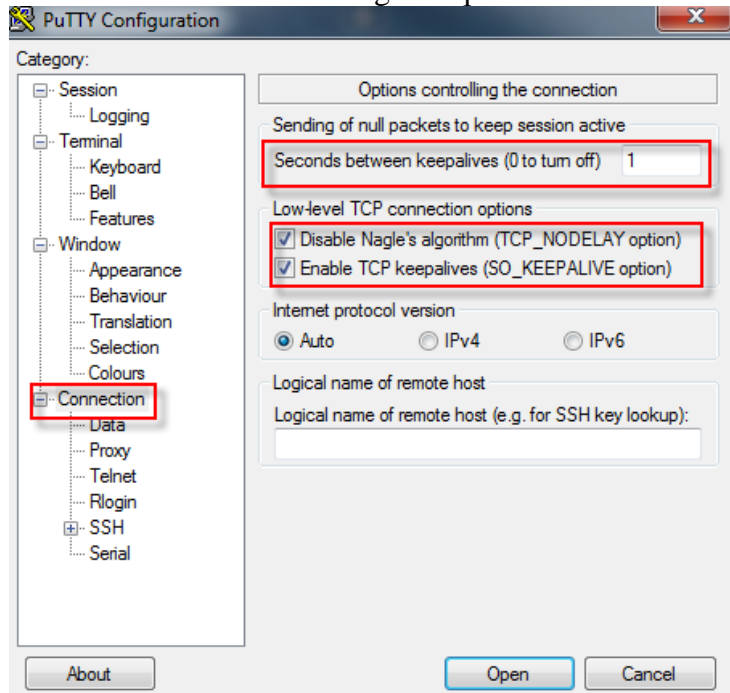 PuTTY Configuration
Category:
Session
Logging
Terminal
Keyboard
Bell
Features
Window
Appearance
Behaviour
Translation
Selection
Colours
Connection
Data
Proxy
Telnet
Rlogin
SSH
Serial
Options controlling the connection
Sending of null packets to keep session active
Seconds between keepalives (0 to turn off) 1
Low-level TCP connection options
Disable Nagle's algorithm (TCP_NODELAY option)
Enable TCP keepalives (SO_KEEPALIVE option)
Internet protocol version
Auto IPv4 IPv6
Logical name of remote host
Logical name of remote host (e.g. for SSH key lookup):
About Open Cancel